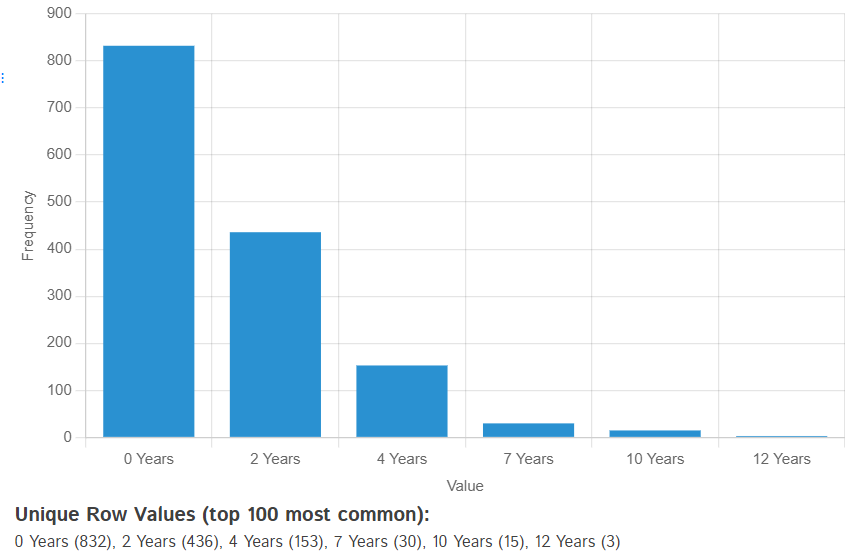 900
800
700
600
500
400
300
200
100
0
Frequency
0 Years 2 Years 4 Years 7 Years 10 Years 12 Years
Value
Unique Row Values (top 100 most common):
0 Years (832), 2 Years (436), 4 Years (153), 7 Years (30), 10 Years (15), 12 Years (3)